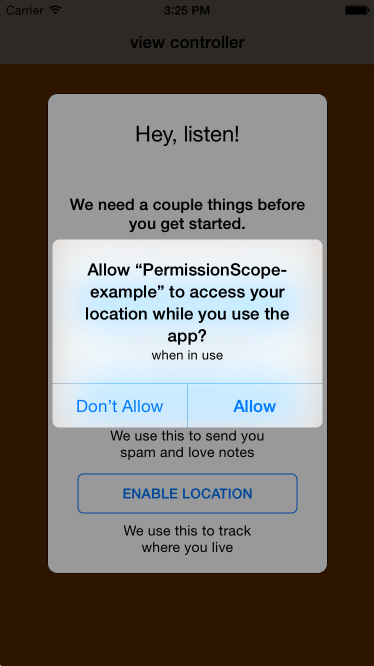 Carrier 3:25 PM
view controller
Hey, listen!
We need a couple things before
you get started.
Allow “PermissionScope-
example” to access your
location while you use the
app?
when in use
Don’t Allow Allow
We use this to send you
spam and love notes
ENABLE LOCATION
We use this to track
where you live